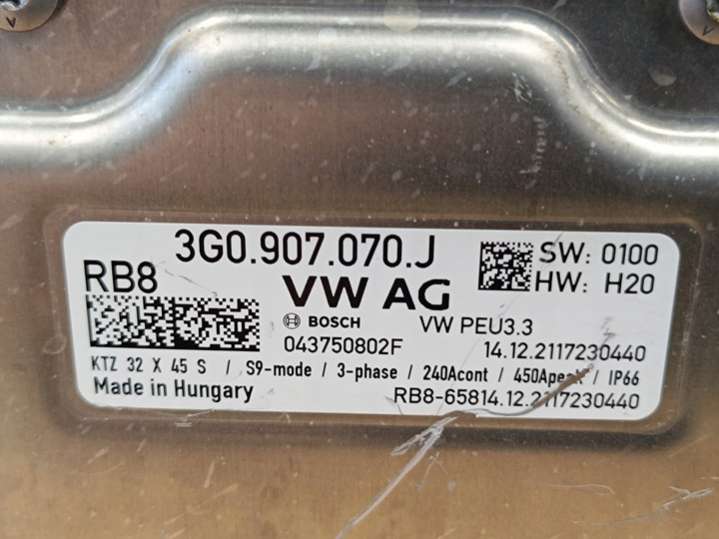 3G0.907.070.J
RB8
VW AG
SW: 0100
HW: H20
BOSCH
VW PEU3.3
043750802F
14.12.2117230440
KTZ 32 X 45 S / S9-mode / 3-phase / 240Acont / 450Apeak / IP66
Made in Hungary
RB8-65814.12.2117230440